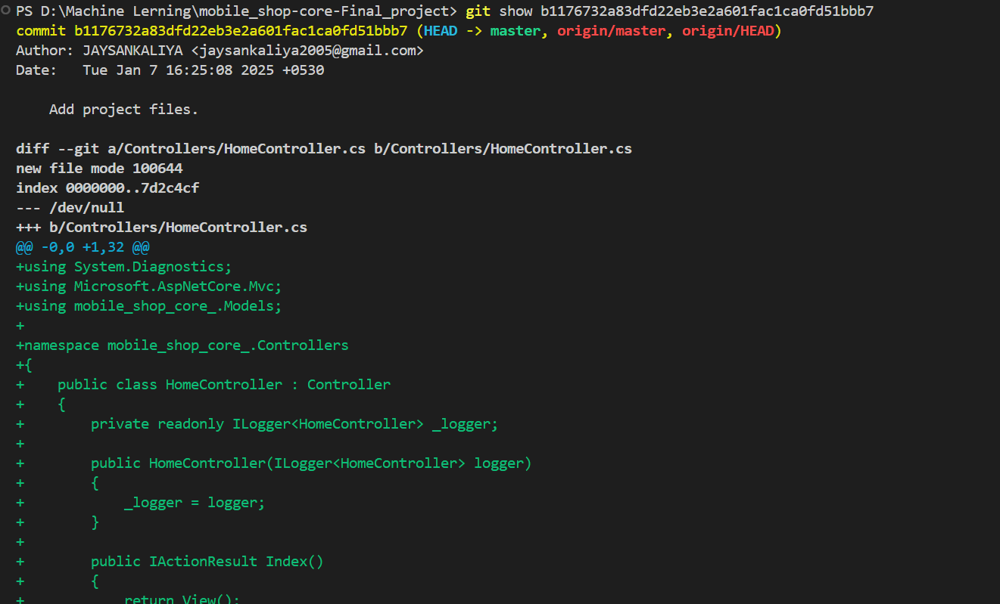 PS D:\Machine Lerning\mobile_shop-core-Final_project> git show b1176732a83dfd22eb3e2a601fac1ca0fd51bbb7
commit b1176732a83dfd22eb3e2a601fac1ca0fd51bbb7 (HEAD -> master, origin/master, origin/HEAD)
Author: JAYSANKALIYA <jaysankaliya2005@gmail.com>
Date:   Tue Jan 7 16:25:08 2025 +0530

    Add project files.

diff --git a/Controllers/HomeController.cs b/Controllers/HomeController.cs
new file mode 100644
index 0000000..7d2c4cf
--- /dev/null
+++ b/Controllers/HomeController.cs
@@ -0,0 +1,32 @@
+using System.Diagnostics;
+using Microsoft.AspNetCore.Mvc;
+using mobile_shop_core_.Models;
+
+namespace mobile_shop_core_.Controllers
+{
+    public class HomeController : Controller
+    {
+        private readonly ILogger<HomeController> _logger;
+
+        public HomeController(ILogger<HomeController> logger)
+        {
+            _logger = logger;
+        }
+
+        public IActionResult Index()
+        {
+            return View();